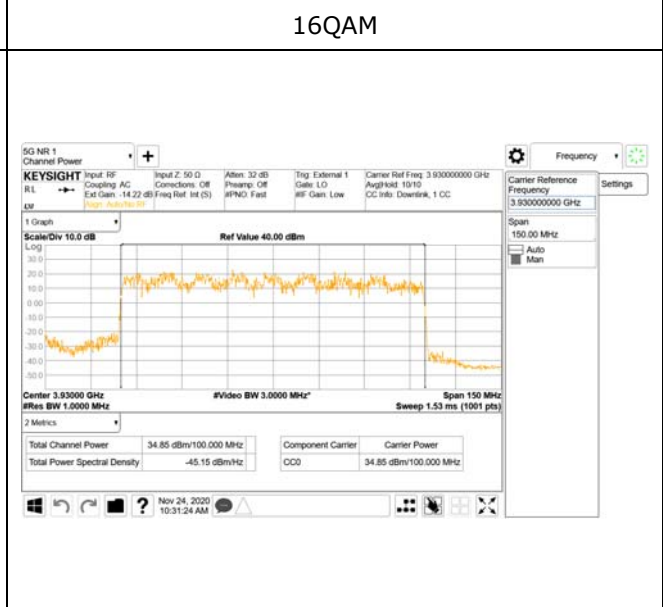 16QAM
5G NR 1
Channel Power
Frequency
KEYSIGHT
RL
Input: RF
Coupling: AC
Ext Gain: -14.22 dB
Align: Auto/No RF
Input Z: 50 Ω
Corrections: Off
Freq Ref: Int (S)
Atten: 32 dB
Preamp: Off
#PNO: Fast
Trig: External 1
Gate: LO
#IF Gain: Low
Carrier Ref Freq: 3.930000000 GHz
Avg|Hold: 10/10
CC Info: Downlink, 1 CC
Carrier Reference
Frequency
3.930000000 GHz
Settings
Span
150.00 MHz
Auto
Man
1 Graph
Scale/Div 10.0 dB
Ref Value 40.00 dBm
Log
30.0
20.0
10.0
0.00
-10.0
-20.0
-30.0
-40.0
-50.0
Center 3.93000 GHz
#Video BW 3.0000 MHz*
Span 150 MHz
#Res BW 1.0000 MHz
Sweep 1.53 ms (1001 pts)
2 Metrics
Total Channel Power 34.85 dBm/100.000 MHz
Total Power Spectral Density -45.15 dBm/Hz
Component Carrier Carrier Power
CC0 34.85 dBm/100.000 MHz
?
Nov 24, 2020
10:31:24 AM